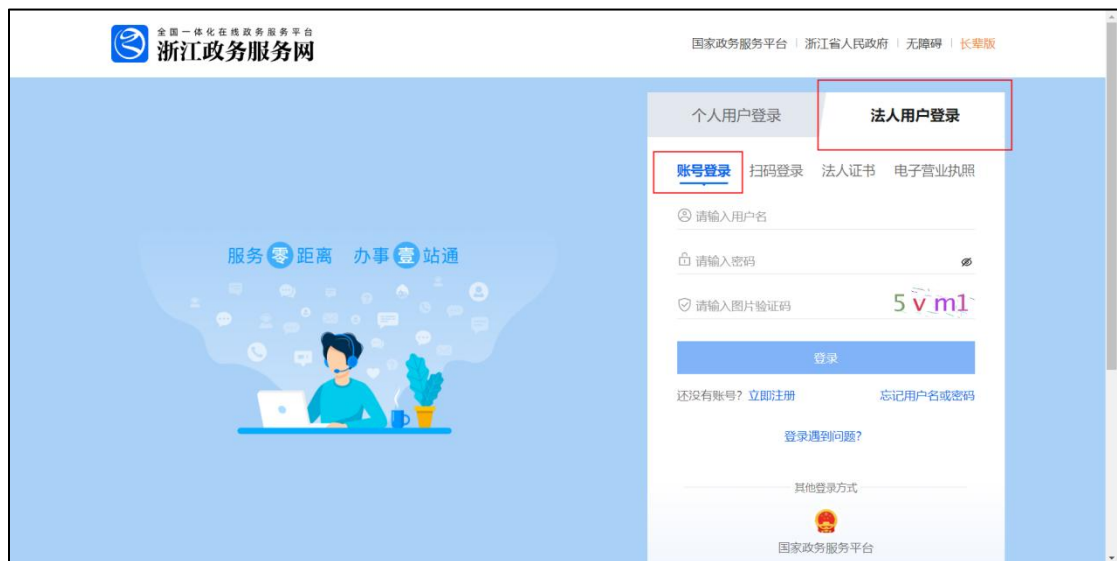 全国一体化在线政务服务平台
浙江政务服务网
国家政务服务平台 | 浙江省人民政府 | 无障碍 | 长辈版
个人用户登录 法人用户登录
账号登录 扫码登录 法人证书 电子营业执照
请输入用户名
请输入密码
请输入图片验证码 5vm1
服务零距离 办事壹站通
登录
还没有账号? 立即注册 忘记用户名或密码
登录遇到问题?
其他登录方式
国家政务服务平台